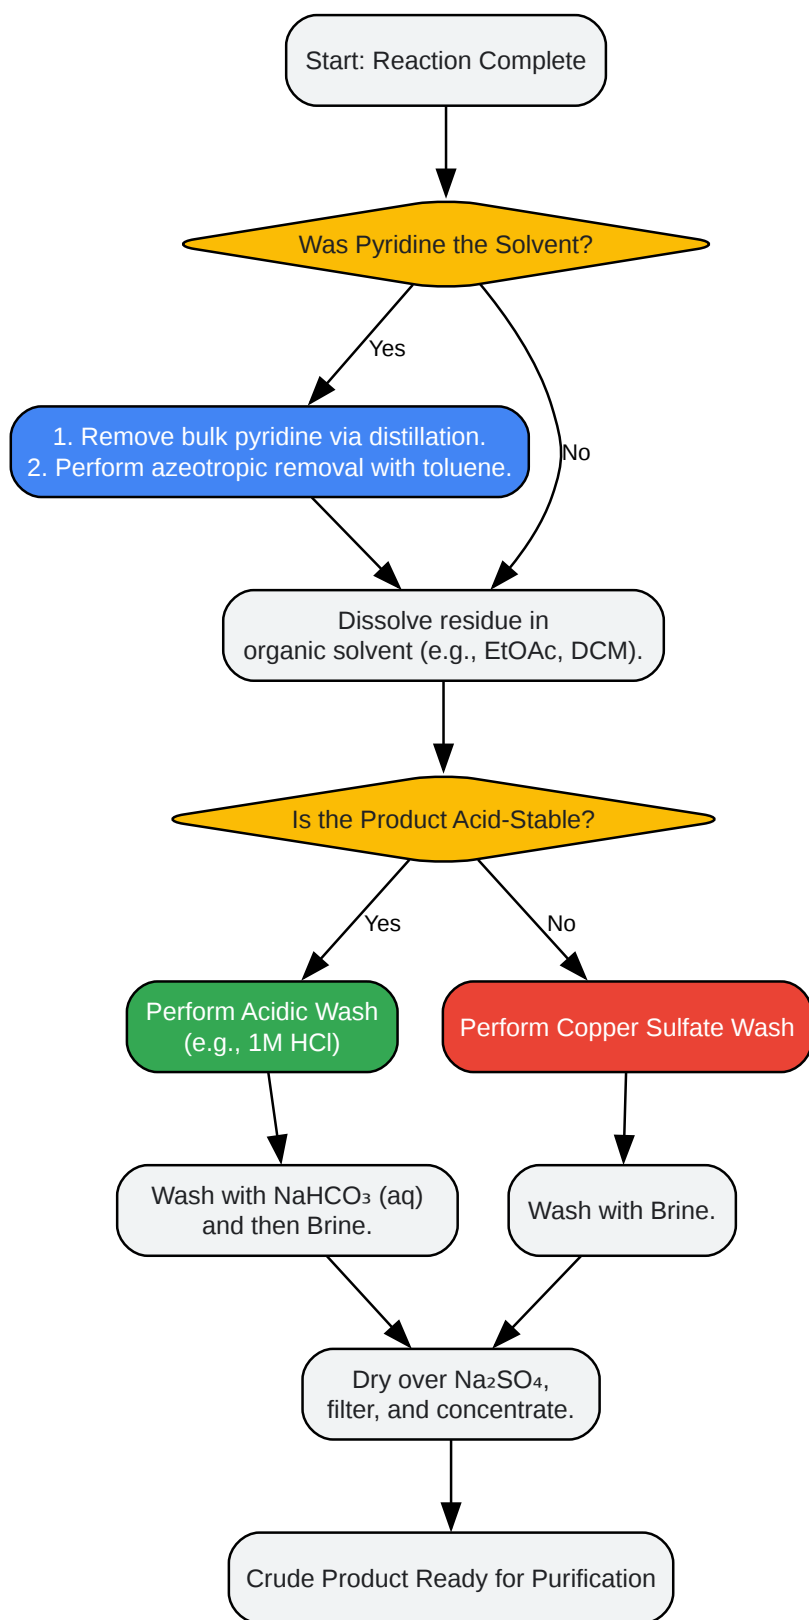 Start: Reaction Complete
Was Pyridine the Solvent?
Yes
1. Remove bulk pyridine via distillation.
2. Perform azeotropic removal with toluene.
No
Dissolve residue in
organic solvent (e.g., EtOAc, DCM).
Is the Product Acid-Stable?
Yes
No
Perform Acidic Wash
(e.g., 1M HCl)
Perform Copper Sulfate Wash
Wash with NaHCO₃ (aq)
and then Brine.
Wash with Brine.
Dry over Na₂SO₄,
filter, and concentrate.
Crude Product Ready for Purification